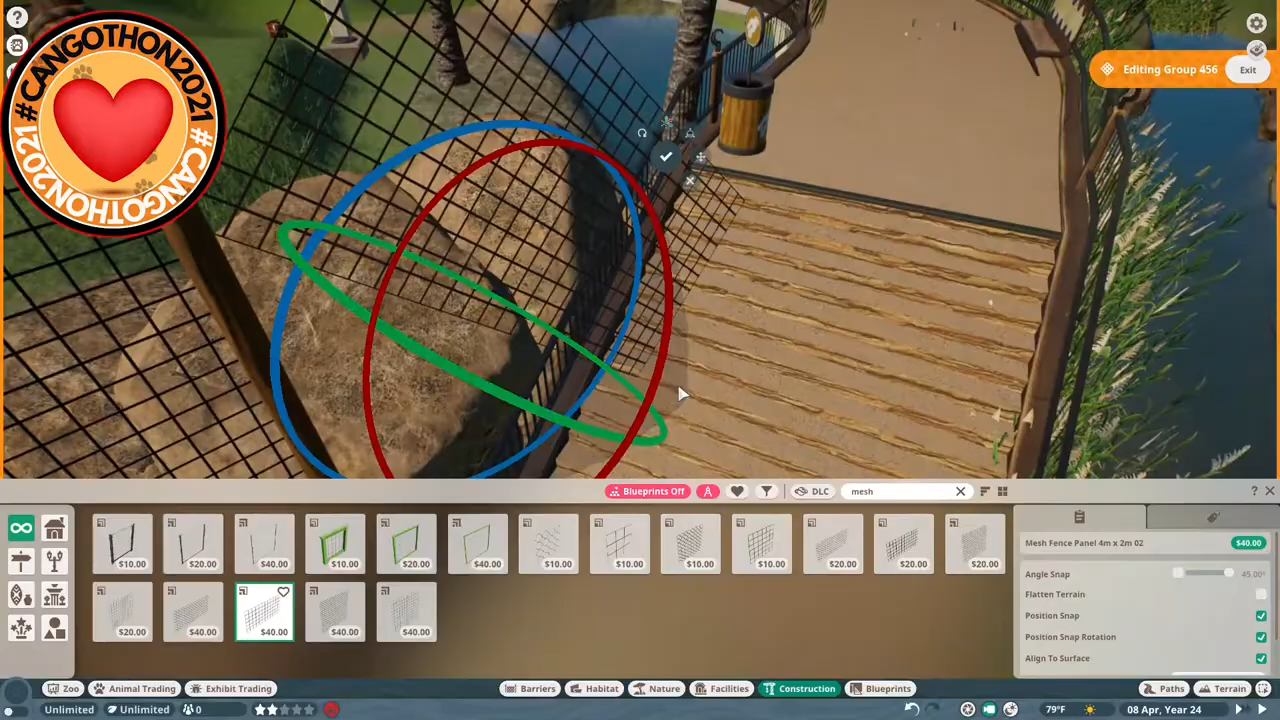 ?
#CANGOTHON2021
#CANGOTHON2021
Editing Group 456
Exit
Blueprints Off
DLC
mesh
?
$10.00
$20.00
$40.00
$10.00
$20.00
$40.00
$10.00
$10.00
$10.00
$10.00
$20.00
$20.00
$20.00
$20.00
$40.00
$40.00
$40.00
$40.00
Mesh Fence Panel 4m x 2m 02
$40.00
Angle Snap
45.00°
Flatten Terrain
Position Snap
Position Snap Rotation
Align To Surface
Zoo
Animal Trading
Exhibit Trading
Barriers
Habitat
Nature
Facilities
Construction
Blueprints
Paths
Terrain
Unlimited
Unlimited
0
79°F
08 Apr, Year 24